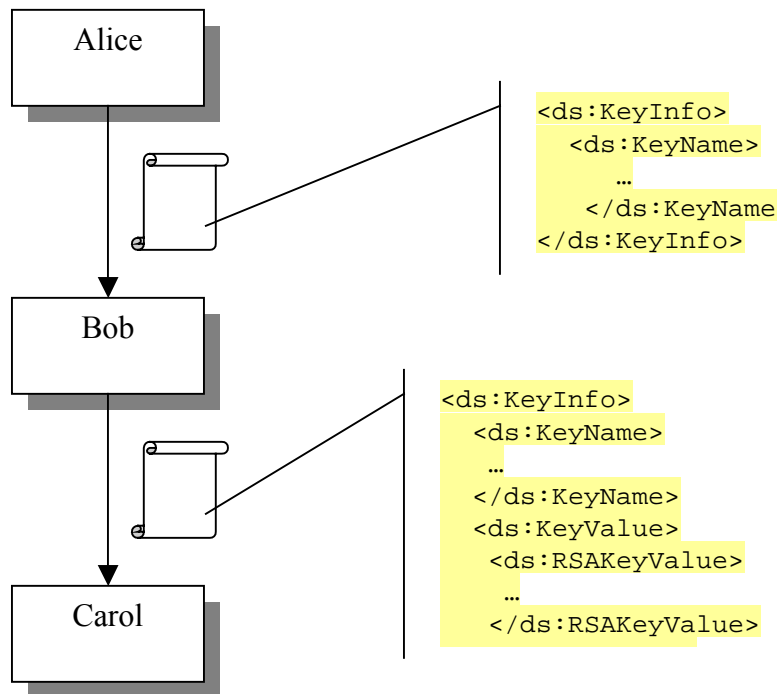 Alice
<ds:KeyInfo>
<ds:KeyName>
…
</ds:KeyName
</ds:KeyInfo>
Bob
<ds:KeyInfo>
<ds:KeyName>
…
</ds:KeyName>
<ds:KeyValue>
<ds:RSAKeyValue>
…
</ds:RSAKeyValue>
Carol